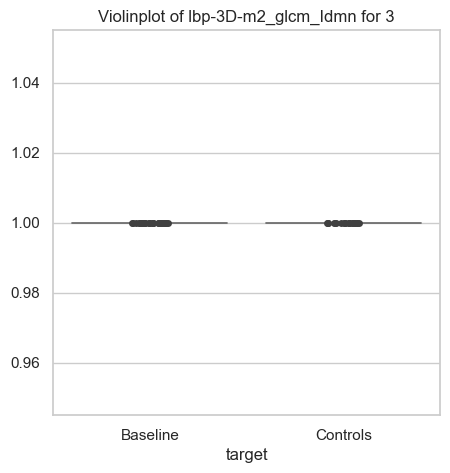 Violinplot of lbp-3D-m2_glcm_Idmn for 3
1.04
1.02
1.00
0.98
0.96
Baseline Controls
target